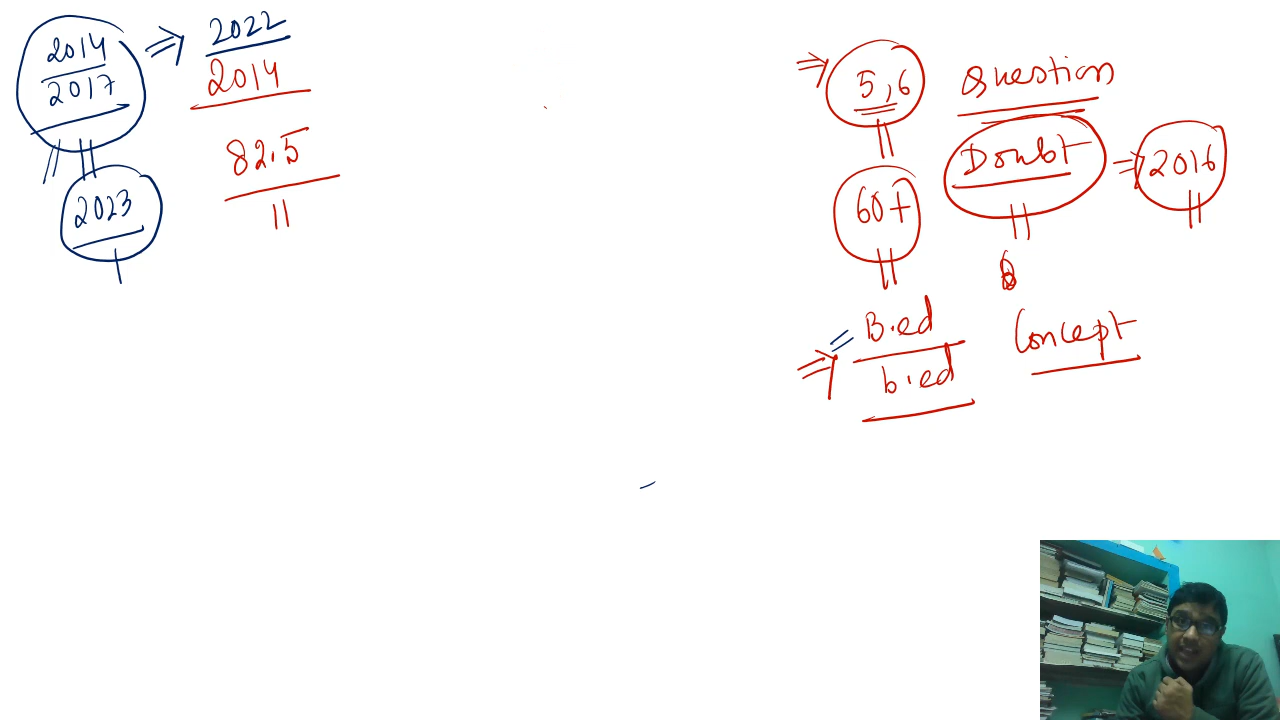 2014
2017
2023
2022
2014
82.5
5,6 Question
Doubt 2016
60+
B.ed
b.ed
Concept